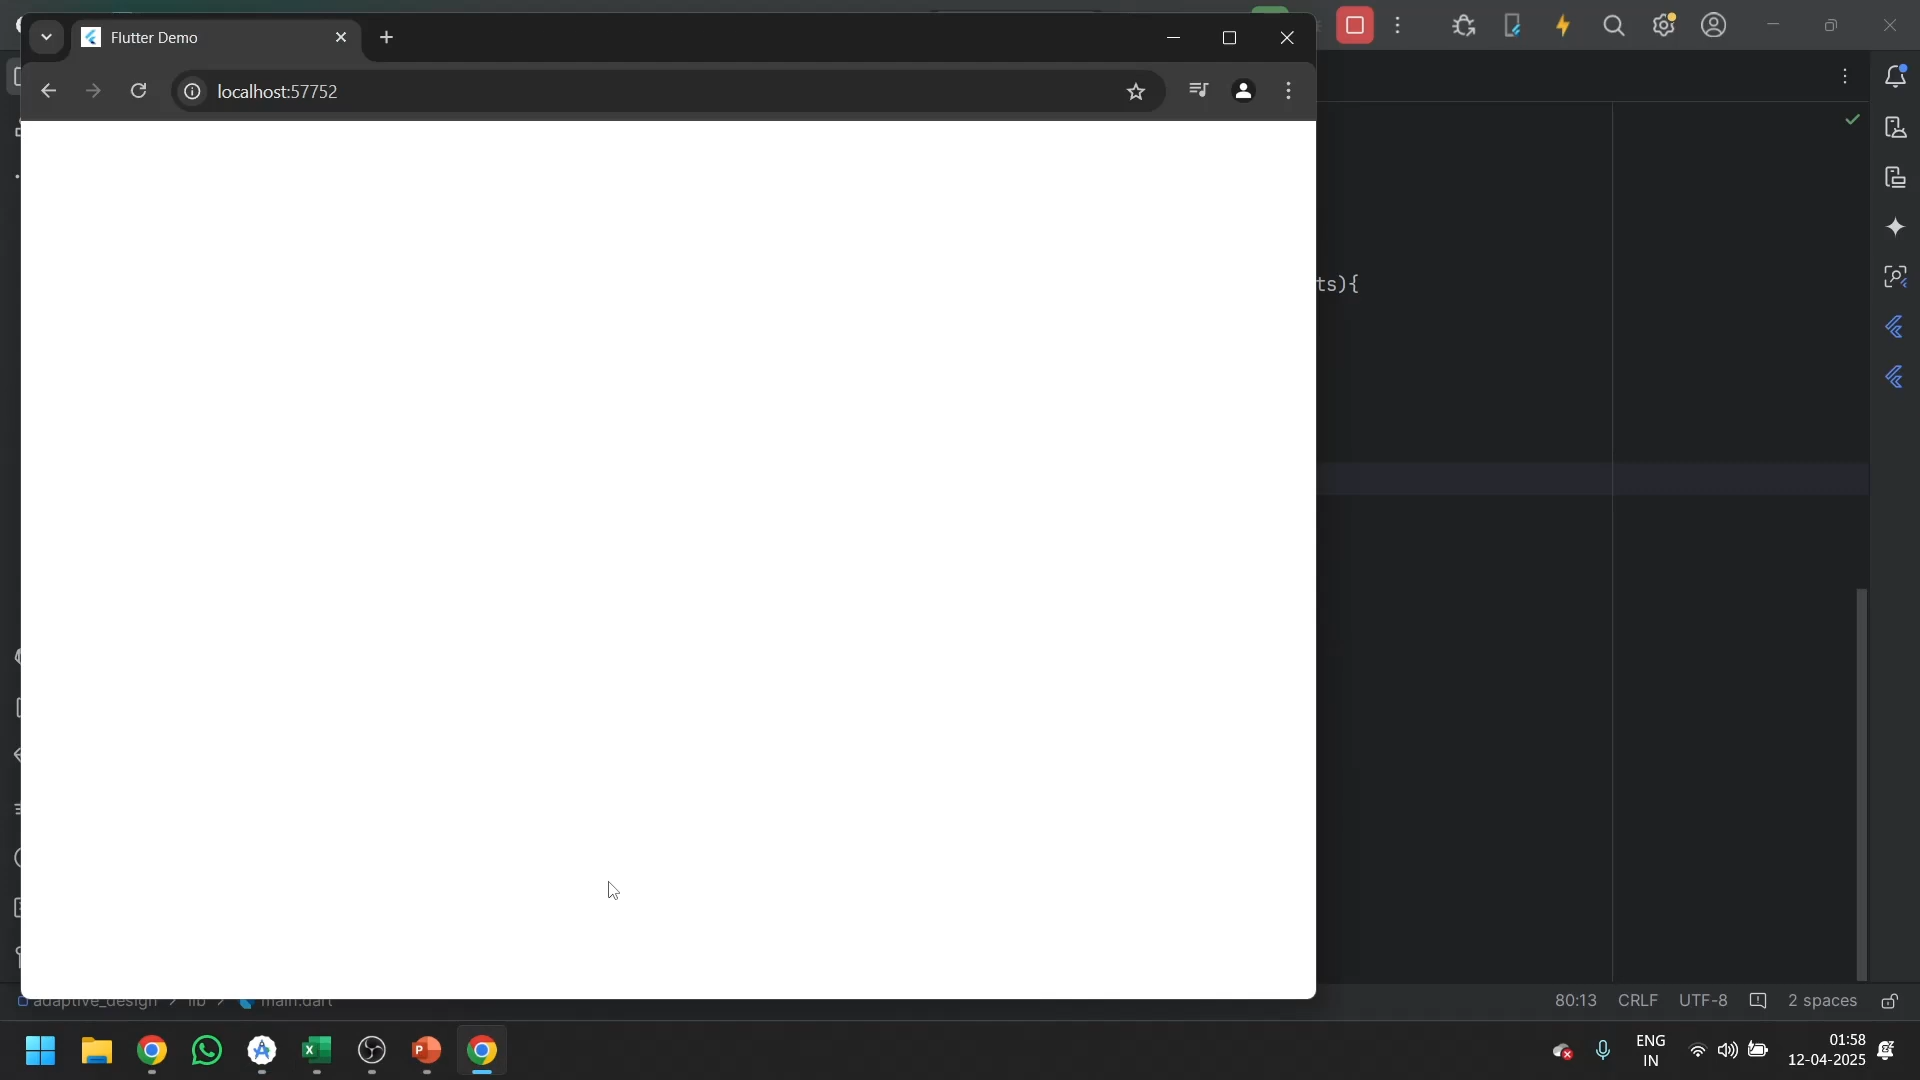 Flutter Demo
localhost:57752
ts){
adaptive_design > lib > main.dart
80:13 CRLF UTF-8 2 spaces
ENG
IN
01:58
12-04-2025